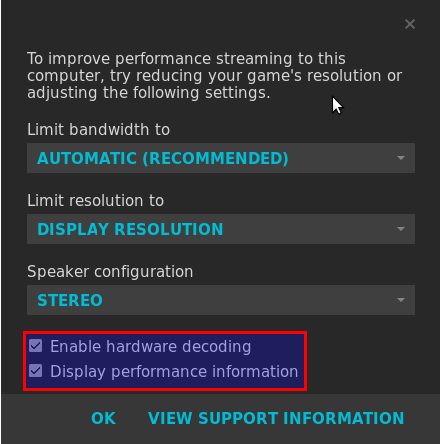 To improve performance streaming to this
computer, try reducing your game's resolution or
adjusting the following settings.
Limit bandwidth to
AUTOMATIC (RECOMMENDED)
Limit resolution to
DISPLAY RESOLUTION
Speaker configuration
STEREO
Enable hardware decoding
Display performance information
OK VIEW SUPPORT INFORMATION